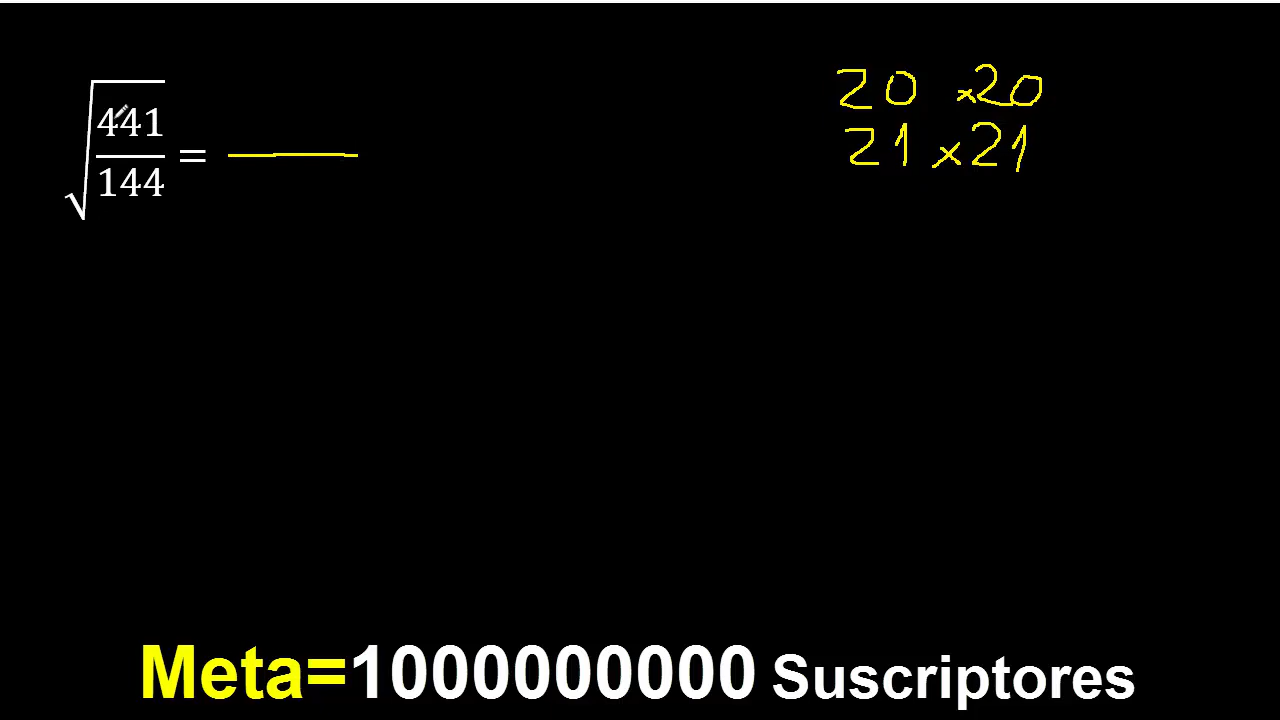 √(441/144) =
20 ×20
21 ×21
Meta=1000000000 Suscriptores